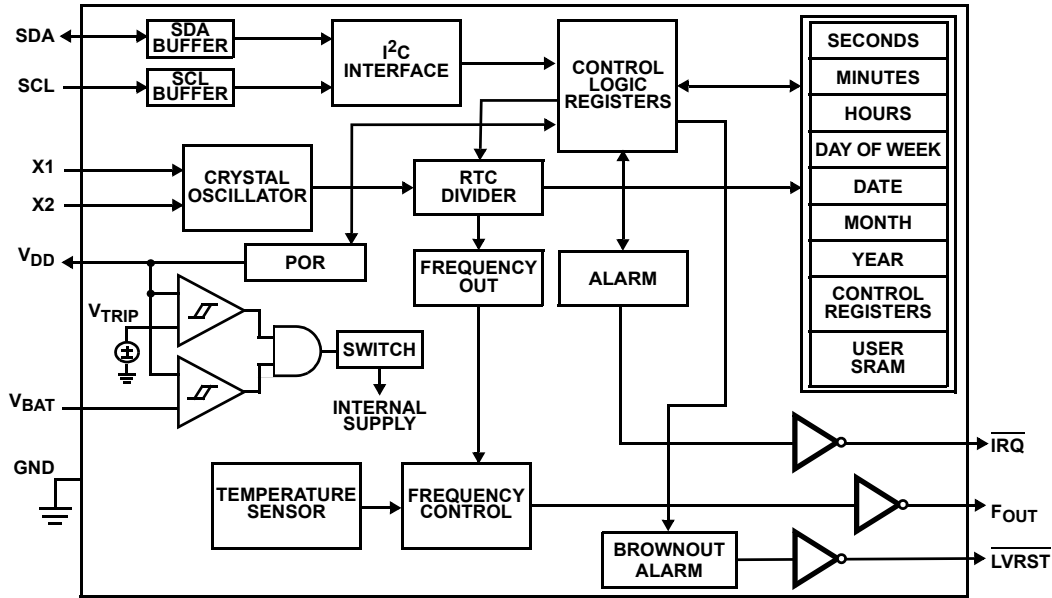 SDA
SDA
BUFFER
SCL
SCL
BUFFER
I²C
INTERFACE
CONTROL
LOGIC
REGISTERS
SECONDS
MINUTES
HOURS
DAY OF WEEK
DATE
MONTH
YEAR
CONTROL
REGISTERS
USER
SRAM
X1
X2
CRYSTAL
OSCILLATOR
RTC
DIVIDER
VDD
POR
FREQUENCY
OUT
ALARM
VTRIP
SWITCH
INTERNAL
SUPPLY
VBAT
GND
TEMPERATURE
SENSOR
FREQUENCY
CONTROL
BROWNOUT
ALARM
IRQ
FOUT
LVRST